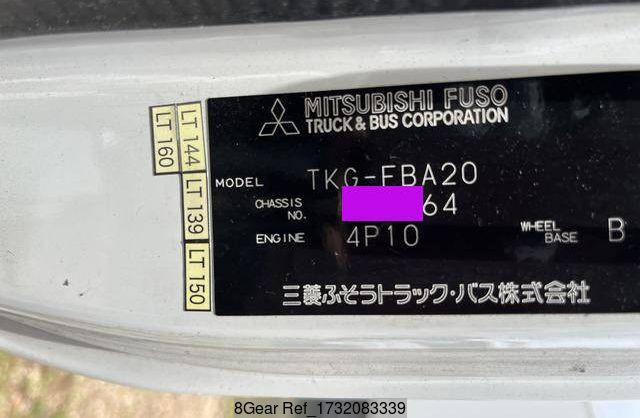 MITSUBISHI FUSO
TRUCK & BUS CORPORATION
LT 160
LT 144
LT 139
LT 150
MODEL TKG-FBA20
CHASSIS NO. 64
ENGINE 4P10
WHEEL BASE B
三菱ふそうトラック・バス株式会社
8Gear Ref_1732083339